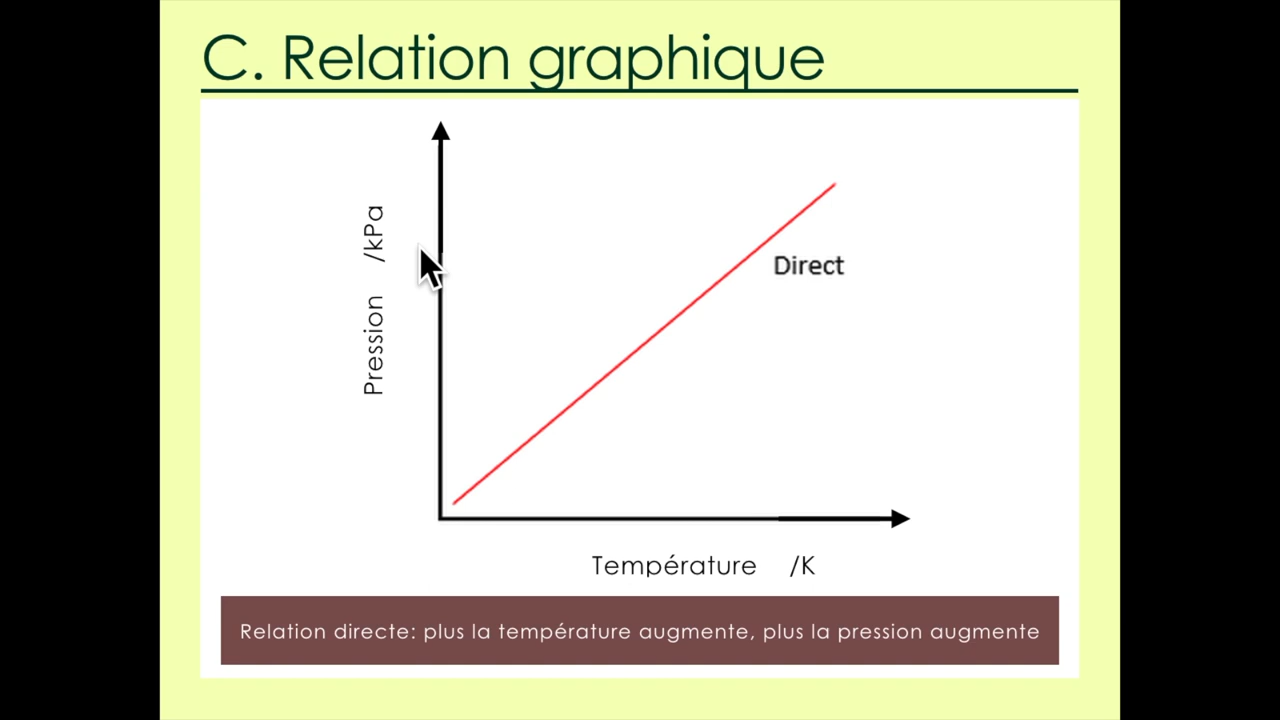 C. Relation graphique
Pression /kPa
Direct
Température /K
Relation directe: plus la température augmente, plus la pression augmente